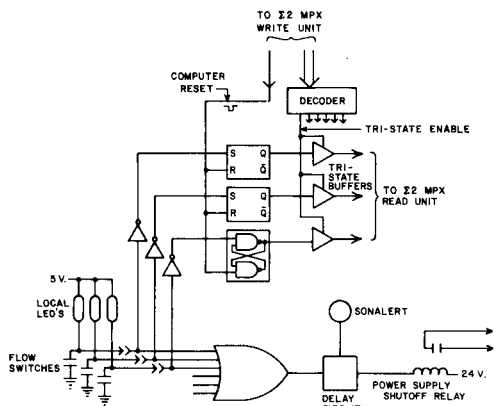 TO Σ2 MPX
WRITE UNIT
COMPUTER
RESET
DECODER
TRI-STATE ENABLE
S Q
R Q̄
TRI-
STATE
BUFFERS
S Q
R Q̄
TO Σ2 MPX
READ UNIT
5 V.
LOCAL
LED'S
SONALERT
FLOW
SWITCHES
DELAY
24 V.
POWER SUPPLY
SHUTOFF RELAY